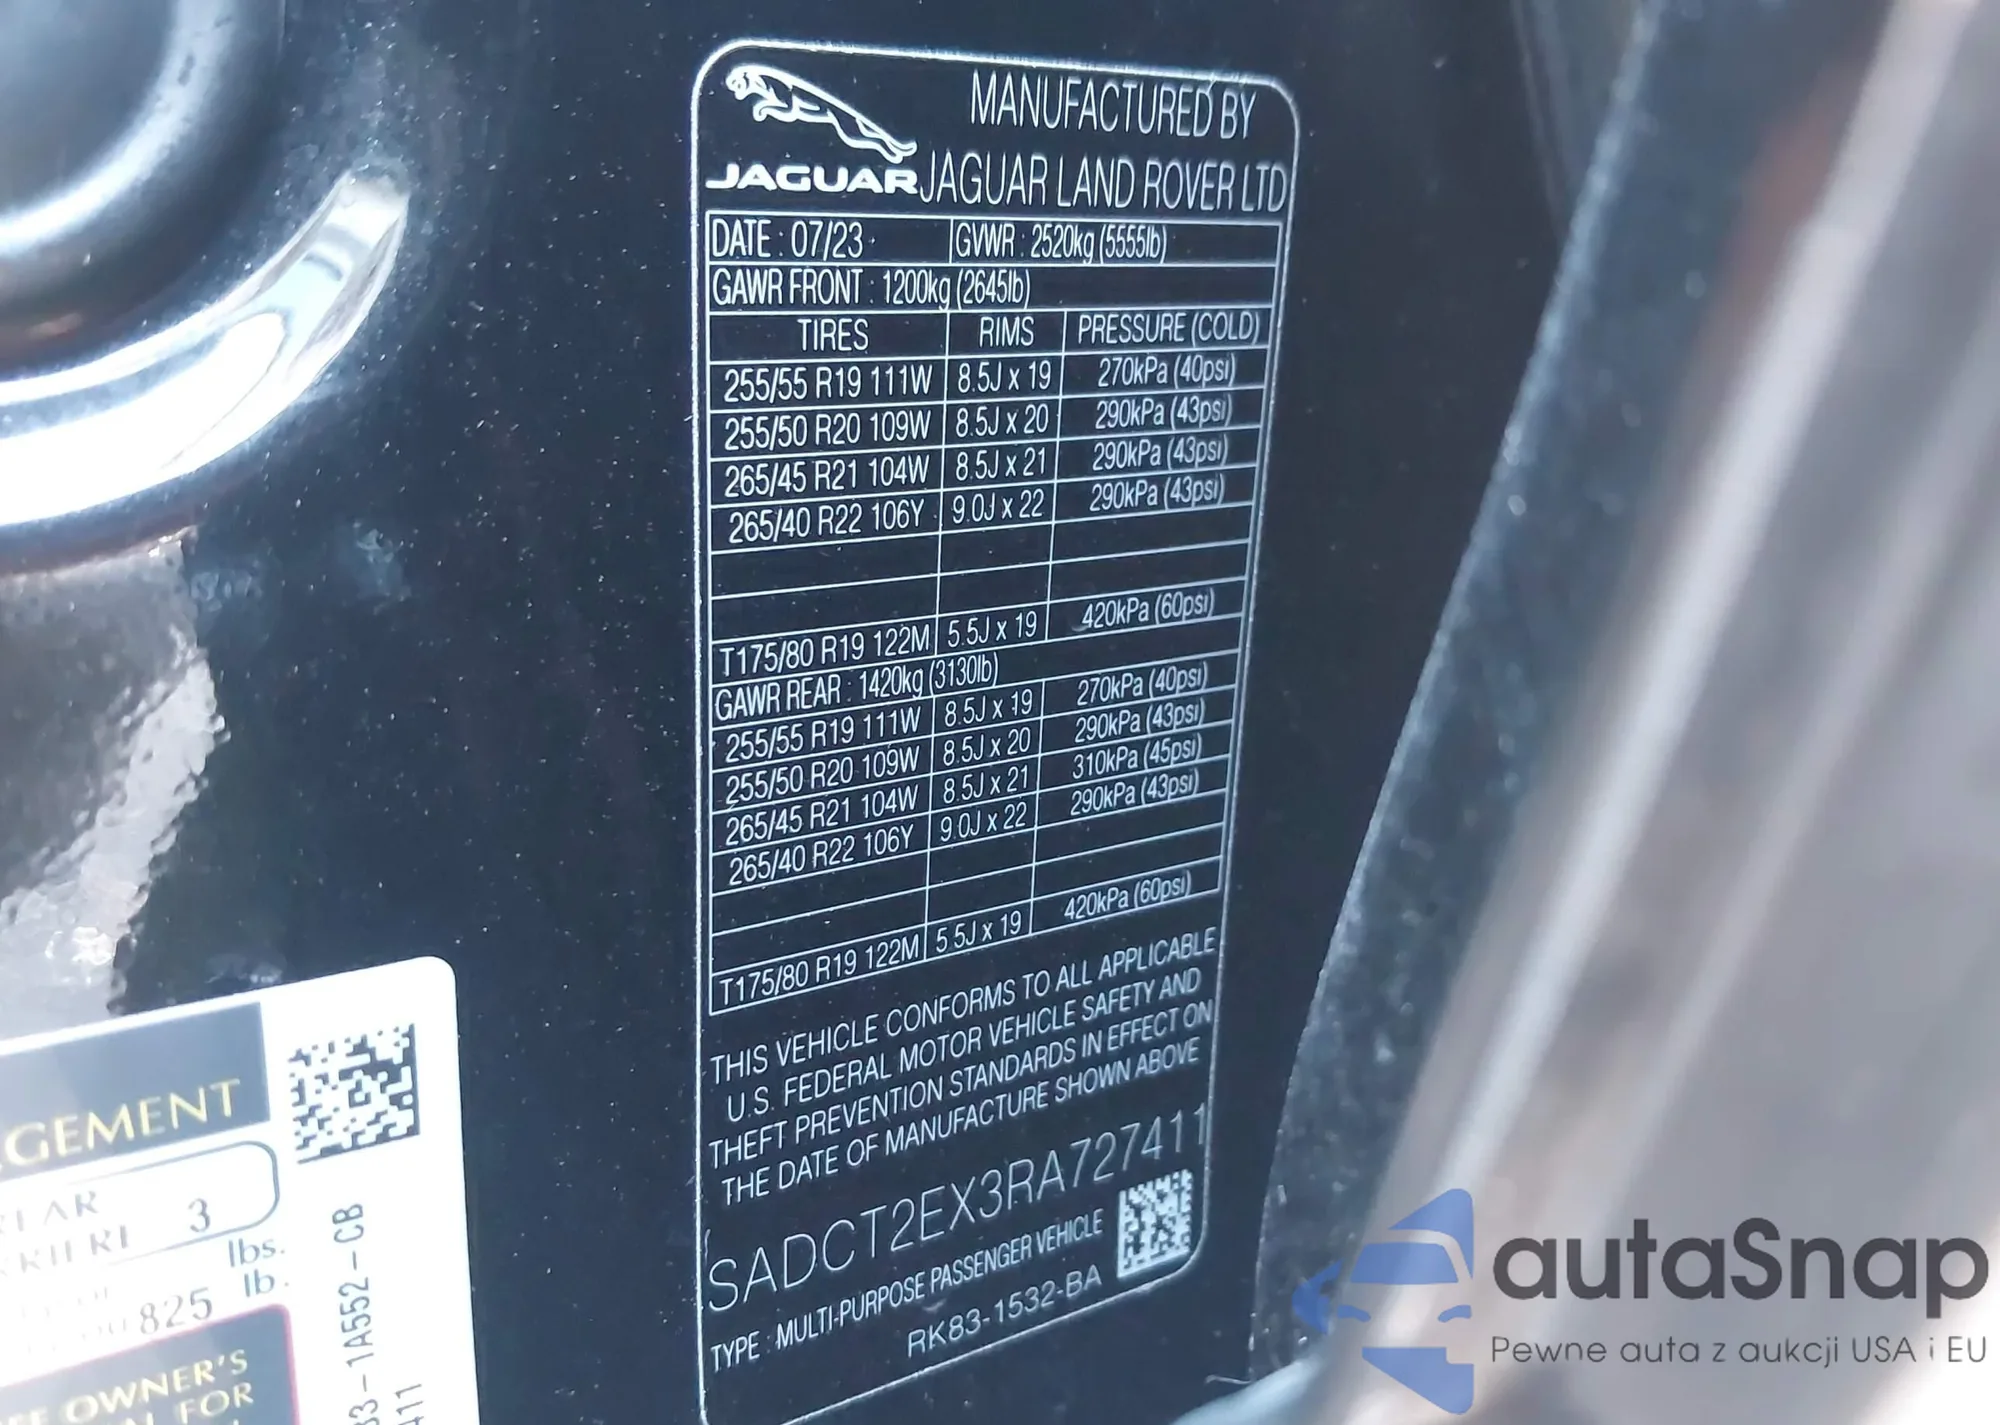 JAGUAR
MANUFACTURED BY
JAGUAR LAND ROVER LTD
DATE : 07/23 GVWR : 2520kg (5555lb)
GAWR FRONT : 1200kg (2645lb)
TIRES RIMS PRESSURE (COLD)
255/55 R19 111W 8.5J x 19 270kPa (40psi)
255/50 R20 109W 8.5J x 20 290kPa (43psi)
265/45 R21 104W 8.5J x 21 290kPa (43psi)
265/40 R22 106Y 9.0J x 22 290kPa (43psi)
T175/80 R19 122M 5.5J x 19 420kPa (60psi)
GAWR REAR : 1420kg (3130lb)
255/55 R19 111W 8.5J x 19 270kPa (40psi)
255/50 R20 109W 8.5J x 20 290kPa (43psi)
265/45 R21 104W 8.5J x 21 310kPa (45psi)
265/40 R22 106Y 9.0J x 22 290kPa (43psi)
T175/80 R19 122M 5.5J x 19 420kPa (60psi)
THIS VEHICLE CONFORMS TO ALL APPLICABLE
U.S. FEDERAL MOTOR VEHICLE SAFETY AND
THEFT PREVENTION STANDARDS IN EFFECT ON
THE DATE OF MANUFACTURE SHOWN ABOVE
SADCT2EX3RA727411
TYPE : MULTI-PURPOSE PASSENGER VEHICLE
RK83-1532-BA
GEMENT
3
lbs.
825 lb.
OWNER'S
FOR
83-1A552-CB
411
autaSnap
Pewne auta z aukcji USA i EU